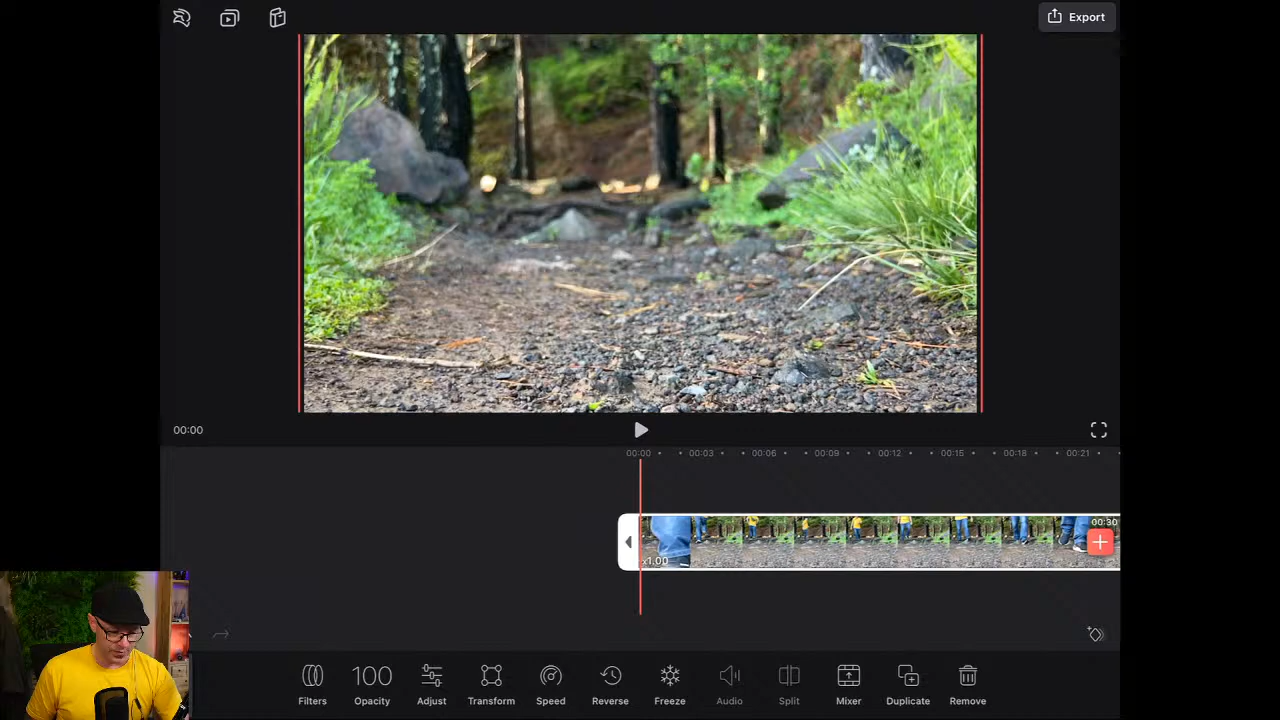 Export
00:00
00:00 00:03 00:06 00:09 00:12 00:15 00:18 00:21
00:30
x1.00
Filters 100 Opacity Adjust Transform Speed Reverse Freeze Audio Split Mixer Duplicate Remove